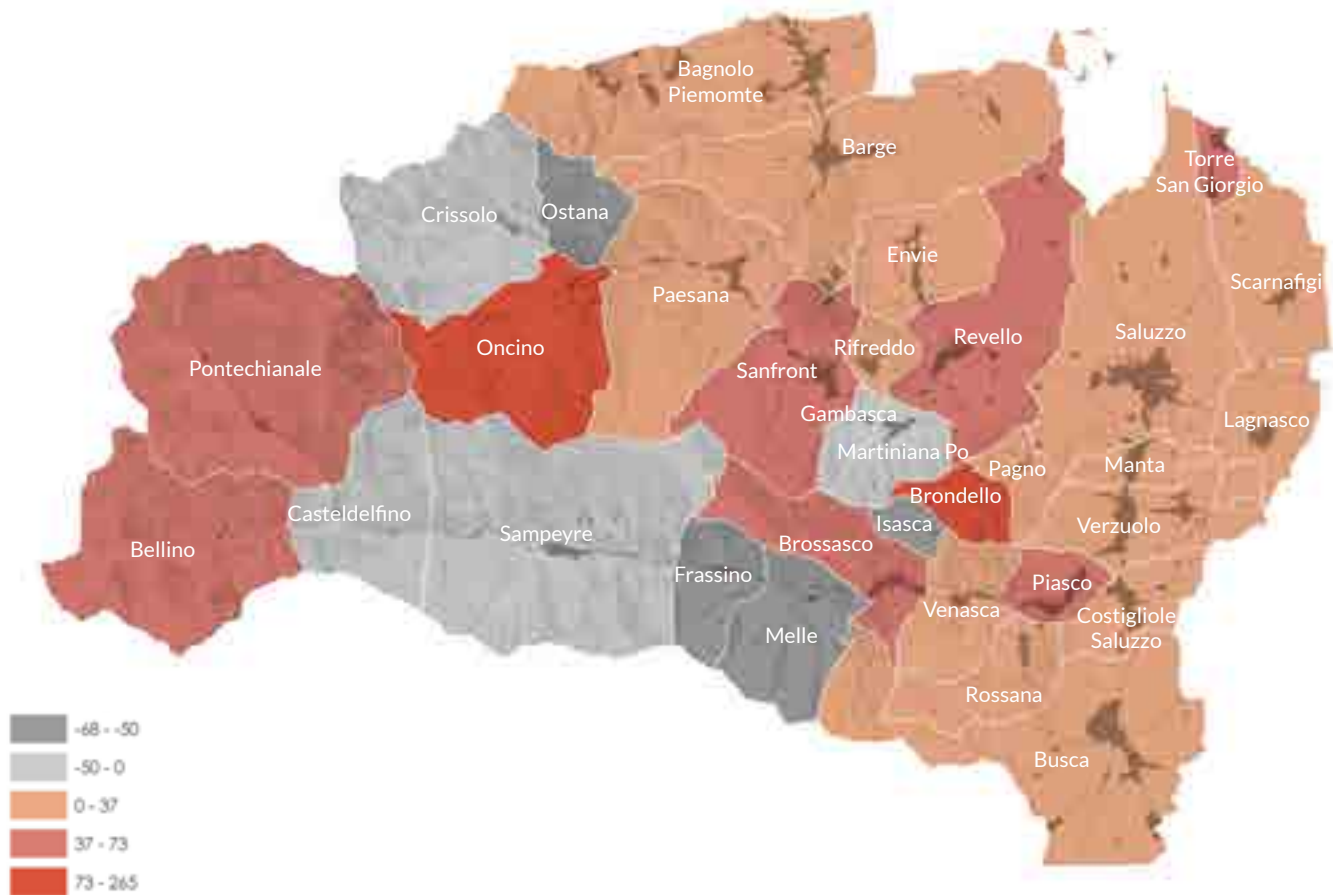 Bagnolo
Piemomte
Barge
Torre
San Giorgio
Crissolo
Ostana
Envie
Scarnafigi
Paesana
Saluzzo
Revello
Rifreddo
Oncino
Pontechianale
Sanfront
Gambasca
Lagnasco
Martiniana Po
Pagno
Manta
Brondello
Casteldelfino
Isasca
Verzuolo
Sampeyre
Brossasco
Bellino
Frassino
Piasco
Venasca
Costigliole
Saluzzo
Melle
Rossana
Busca
-68 - -50
-50 - 0
0 - 37
37 - 73
73 - 265